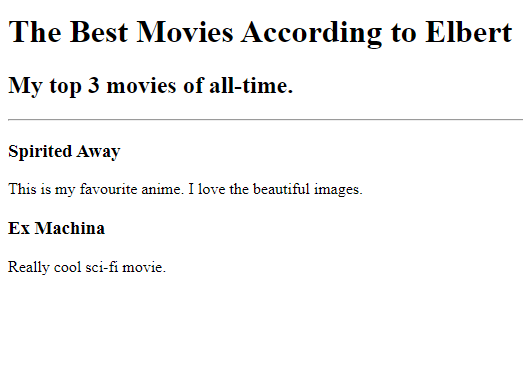 The Best Movies According to Elbert
My top 3 movies of all-time.
Spirited Away
This is my favourite anime. I love the beautiful images.
Ex Machina
Really cool sci-fi movie.